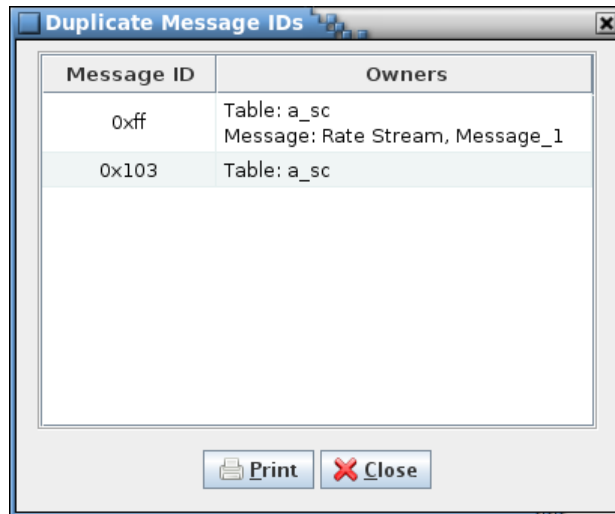 Duplicate Message IDs
Message ID
Owners
0xff
Table: a_sc
Message: Rate Stream, Message_1
0x103
Table: a_sc
Print
Close